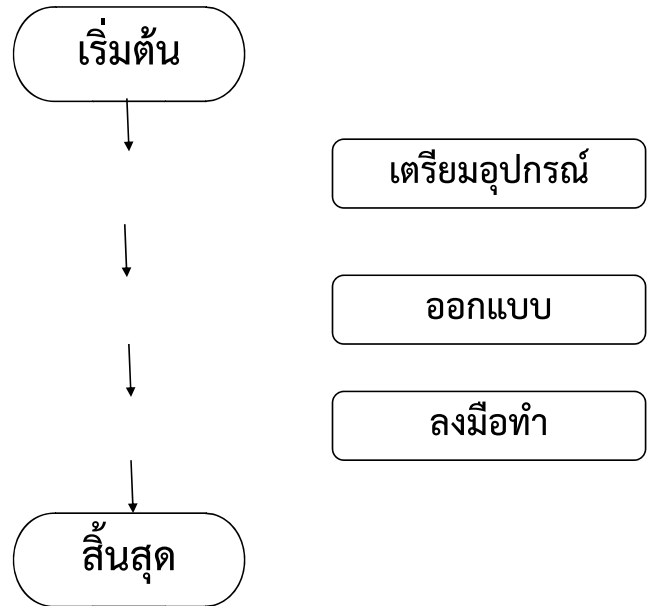 เริ่มต้น
เตรียมอุปกรณ์
ออกแบบ
ลงมือทำ
สิ้นสุด